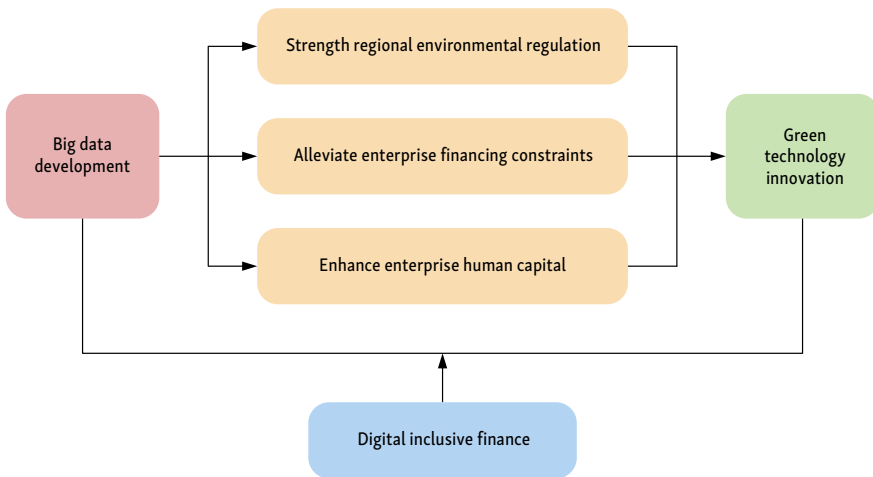 Strength regional environmental regulation
Big data
development
Alleviate enterprise financing constraints
Green
technology
innovation
Enhance enterprise human capital
Digital inclusive finance